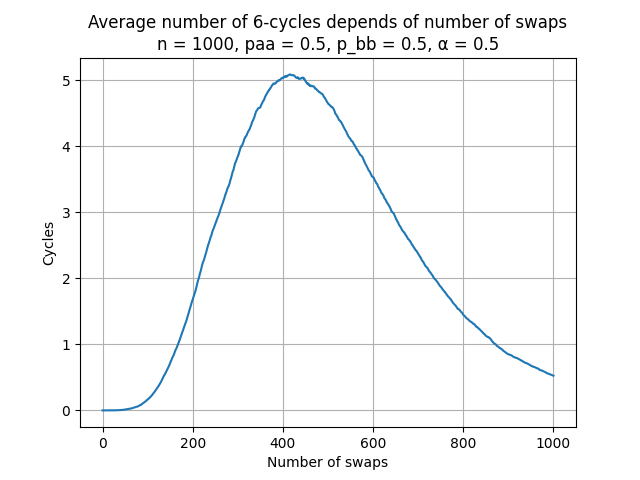 Average number of 6-cycles depends of number of swaps
n = 1000, paa = 0.5, p_bb = 0.5, α = 0.5
5
4
3
2
1
0
Cycles
0 200 400 600 800 1000
Number of swaps